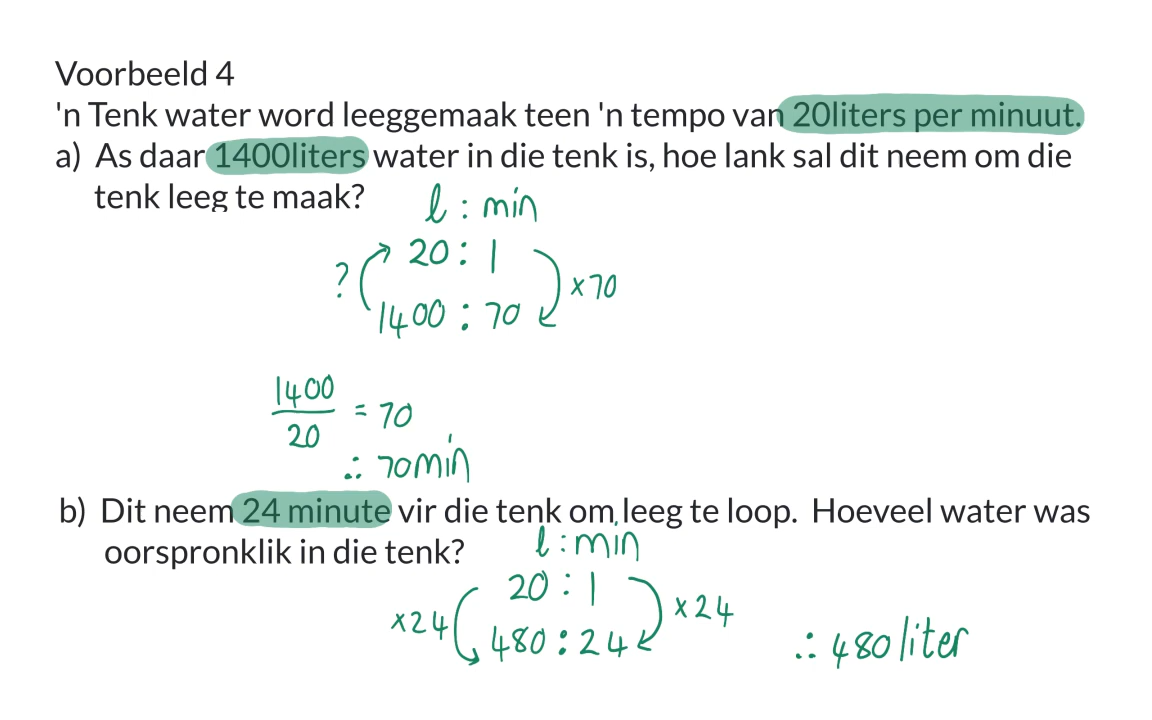 Voorbeeld 4
'n Tenk water word leeggemaak teen 'n tempo van 20liters per minuut.
a) As daar 1400liters water in die tenk is, hoe lank sal dit neem om die
tenk leeg te maak?
l : min
20 : 1
? x70
1400 : 70
1400
20
= 70
∴ 70min
b) Dit neem 24 minute vir die tenk om leeg te loop. Hoeveel water was
oorspronklik in die tenk?
l : min
20 : 1
x24 x24
480 : 24
∴ 480 liter